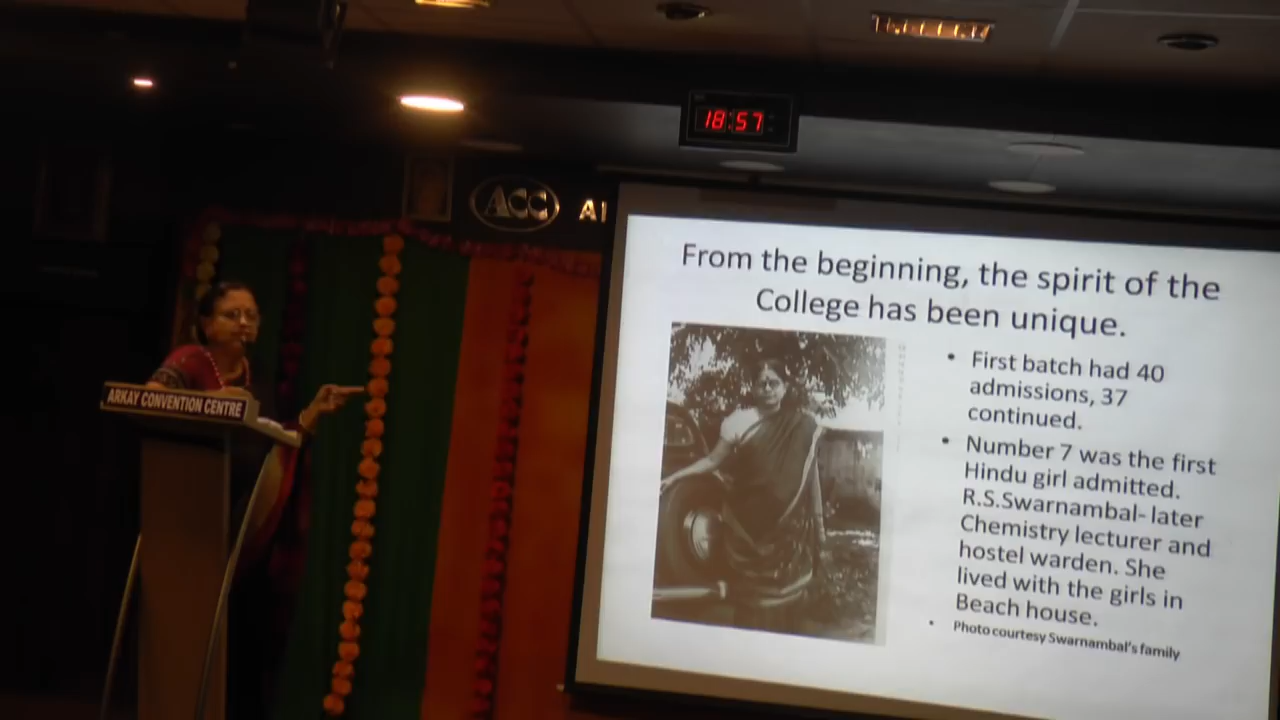 18:57
ACC AI
ARKAY CONVENTION CENTRE
From the beginning, the spirit of the
College has been unique.
• First batch had 40
admissions, 37
continued.
• Number 7 was the first
Hindu girl admitted.
R.S.Swarnambal- later
Chemistry lecturer and
hostel warden. She
lived with the girls in
Beach house.
• Photo courtesy Swarnambal's family